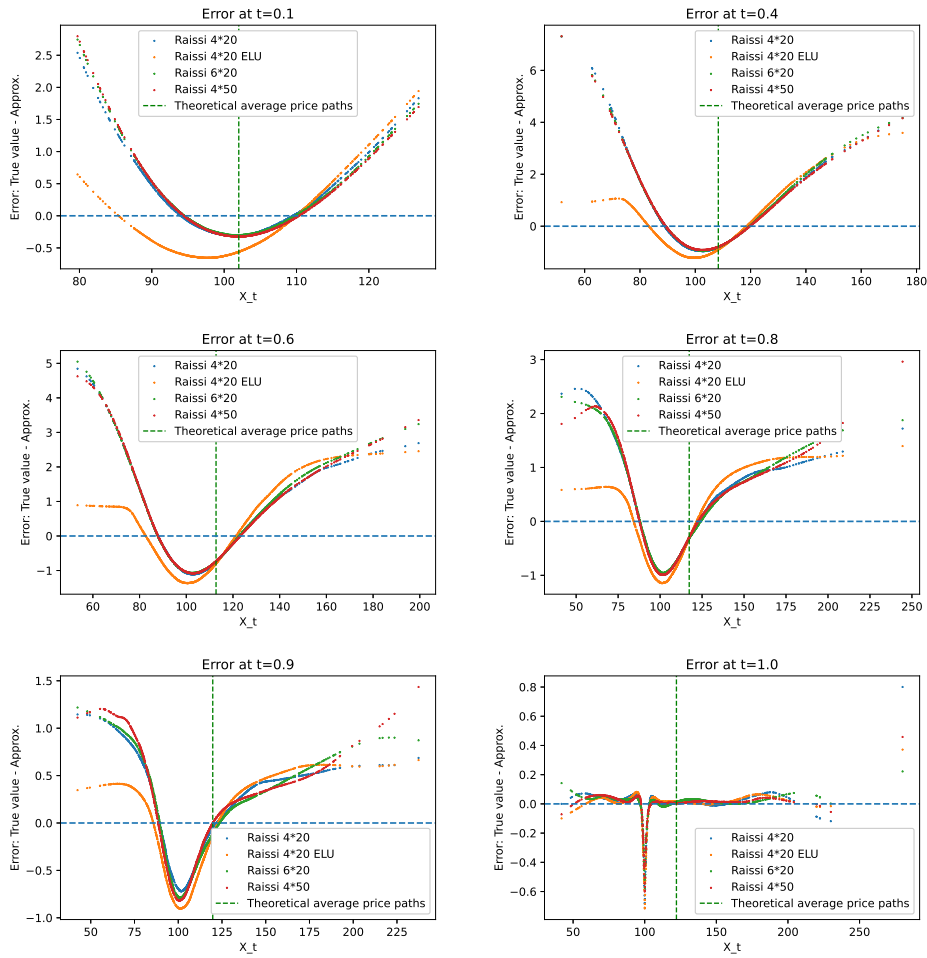 Error at t=0.1
Error: True value - Approx.
2.5
2.0
1.5
1.0
0.5
0.0
−0.5
Raissi 4*20
Raissi 4*20 ELU
Raissi 6*20
Raissi 4*50
Theoretical average price paths
80 90 100 110 120
X_t
Error at t=0.4
Error: True value - Approx.
6
4
2
0
Raissi 4*20
Raissi 4*20 ELU
Raissi 6*20
Raissi 4*50
Theoretical average price paths
60 80 100 120 140 160 180
X_t
Error at t=0.6
Error: True value - Approx.
5
4
3
2
1
0
−1
Raissi 4*20
Raissi 4*20 ELU
Raissi 6*20
Raissi 4*50
Theoretical average price paths
60 80 100 120 140 160 180 200
X_t
Error at t=0.8
Error: True value - Approx.
3
2
1
0
−1
Raissi 4*20
Raissi 4*20 ELU
Raissi 6*20
Raissi 4*50
Theoretical average price paths
50 75 100 125 150 175 200 225 250
X_t
Error at t=0.9
Error: True value - Approx.
1.5
1.0
0.5
0.0
−0.5
−1.0
Raissi 4*20
Raissi 4*20 ELU
Raissi 6*20
Raissi 4*50
Theoretical average price paths
50 75 100 125 150 175 200 225
X_t
Error at t=1.0
Error: True value - Approx.
0.8
0.6
0.4
0.2
0.0
−0.2
−0.4
−0.6
Raissi 4*20
Raissi 4*20 ELU
Raissi 6*20
Raissi 4*50
Theoretical average price paths
50 100 150 200 250
X_t